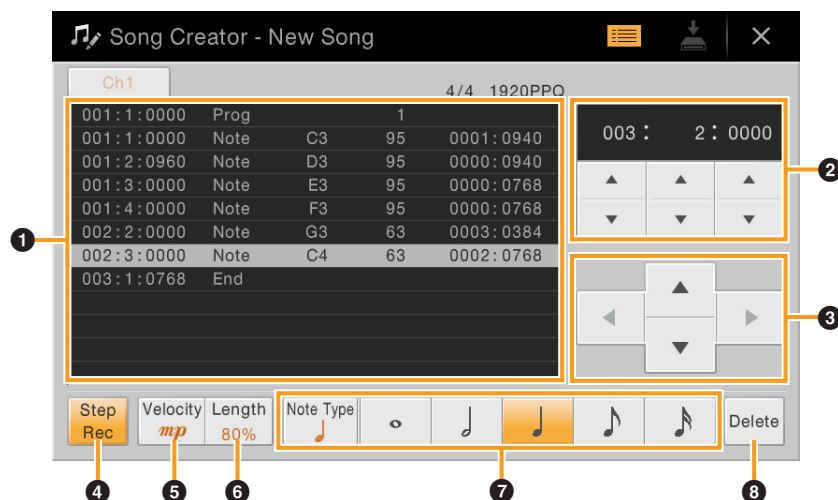 Song Creator - New Song
Ch1
4/4 1920PPQ
001:1:0000 Prog 1
001:1:0000 Note C3 95 0001:0940
001:2:0960 Note D3 95 0000:0940
001:3:0000 Note E3 95 0000:0768
001:4:0000 Note F3 95 0000:0768
002:2:0000 Note G3 63 0003:0384
002:3:0000 Note C4 63 0002:0768
003:1:0768 End
003: 2:0000
1
2
3
Step Rec
Velocity mp
Length 80%
Note Type
Delete
4
5
6
7
8